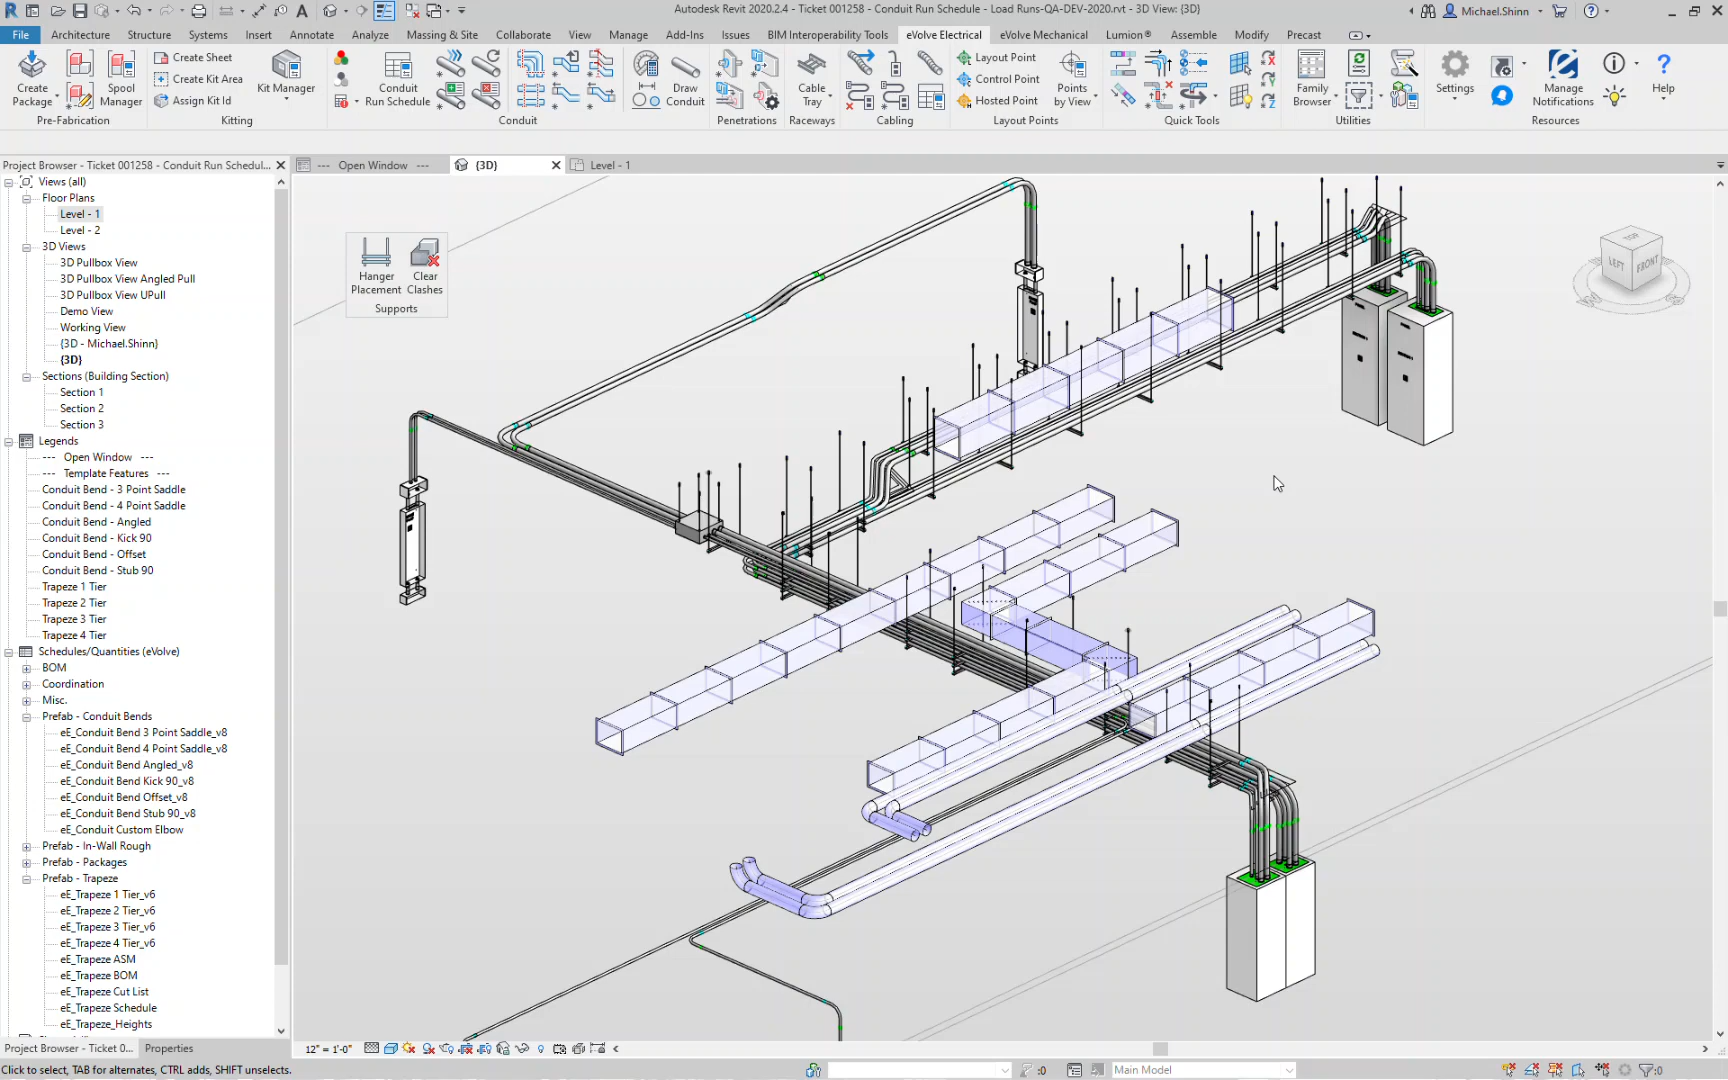 Autodesk Revit 2020.2.4 - Ticket 001258 - Conduit Run Schedule - Load Runs-QA-DEV-2020.rvt - 3D View: {3D}
Michael.Shinn
File Architecture Structure Systems Insert Annotate Analyze Massing & Site Collaborate View Manage Add-Ins Issues BIM Interoperability Tools eVolve Electrical eVolve Mechanical Lumion® Assemble Modify Precast
Create Package
Spool Manager
Pre-Fabrication
Create Sheet
Create Kit Area
Assign Kit Id
Kit Manager
Kitting
Conduit Run Schedule
Draw Conduit
Conduit
Penetrations
Cable Tray
Raceways
Cabling
Layout Point
Control Point
Hosted Point
Points by View
Layout Points
Quick Tools
Family Browser
Utilities
Settings
Manage Notifications
Help
Resources
Project Browser - Ticket 001258 - Conduit Run Schedul...
--- Open Window ---
{3D}
Level - 1
Views (all)
Floor Plans
Level - 1
Level - 2
3D Views
3D Pullbox View
3D Pullbox View Angled Pull
3D Pullbox View UPull
Demo View
Working View
{3D - Michael.Shinn}
{3D}
Sections (Building Section)
Section 1
Section 2
Section 3
Legends
--- Open Window ---
--- Template Features ---
Conduit Bend - 3 Point Saddle
Conduit Bend - 4 Point Saddle
Conduit Bend - Angled
Conduit Bend - Kick 90
Conduit Bend - Offset
Conduit Bend - Stub 90
Trapeze 1 Tier
Trapeze 2 Tier
Trapeze 3 Tier
Trapeze 4 Tier
Schedules/Quantities (eVolve)
BOM
Coordination
Misc.
Prefab - Conduit Bends
eE_Conduit Bend 3 Point Saddle_v8
eE_Conduit Bend 4 Point Saddle_v8
eE_Conduit Bend Angled_v8
eE_Conduit Bend Kick 90_v8
eE_Conduit Bend Offset_v8
eE_Conduit Bend Stub 90_v8
eE_Conduit Custom Elbow
Prefab - In-Wall Rough
Prefab - Packages
Prefab - Trapeze
eE_Trapeze 1 Tier_v6
eE_Trapeze 2 Tier_v6
eE_Trapeze 3 Tier_v6
eE_Trapeze 4 Tier_v6
eE_Trapeze ASM
eE_Trapeze BOM
eE_Trapeze Cut List
eE_Trapeze Schedule
eE_Trapeze_Heights
Hanger Placement
Clear Clashes
Supports
TOP
LEFT
FRONT
Project Browser - Ticket 0...
Properties
12" = 1'-0"
Click to select, TAB for alternates, CTRL adds, SHIFT unselects.
:0
Main Model
:0